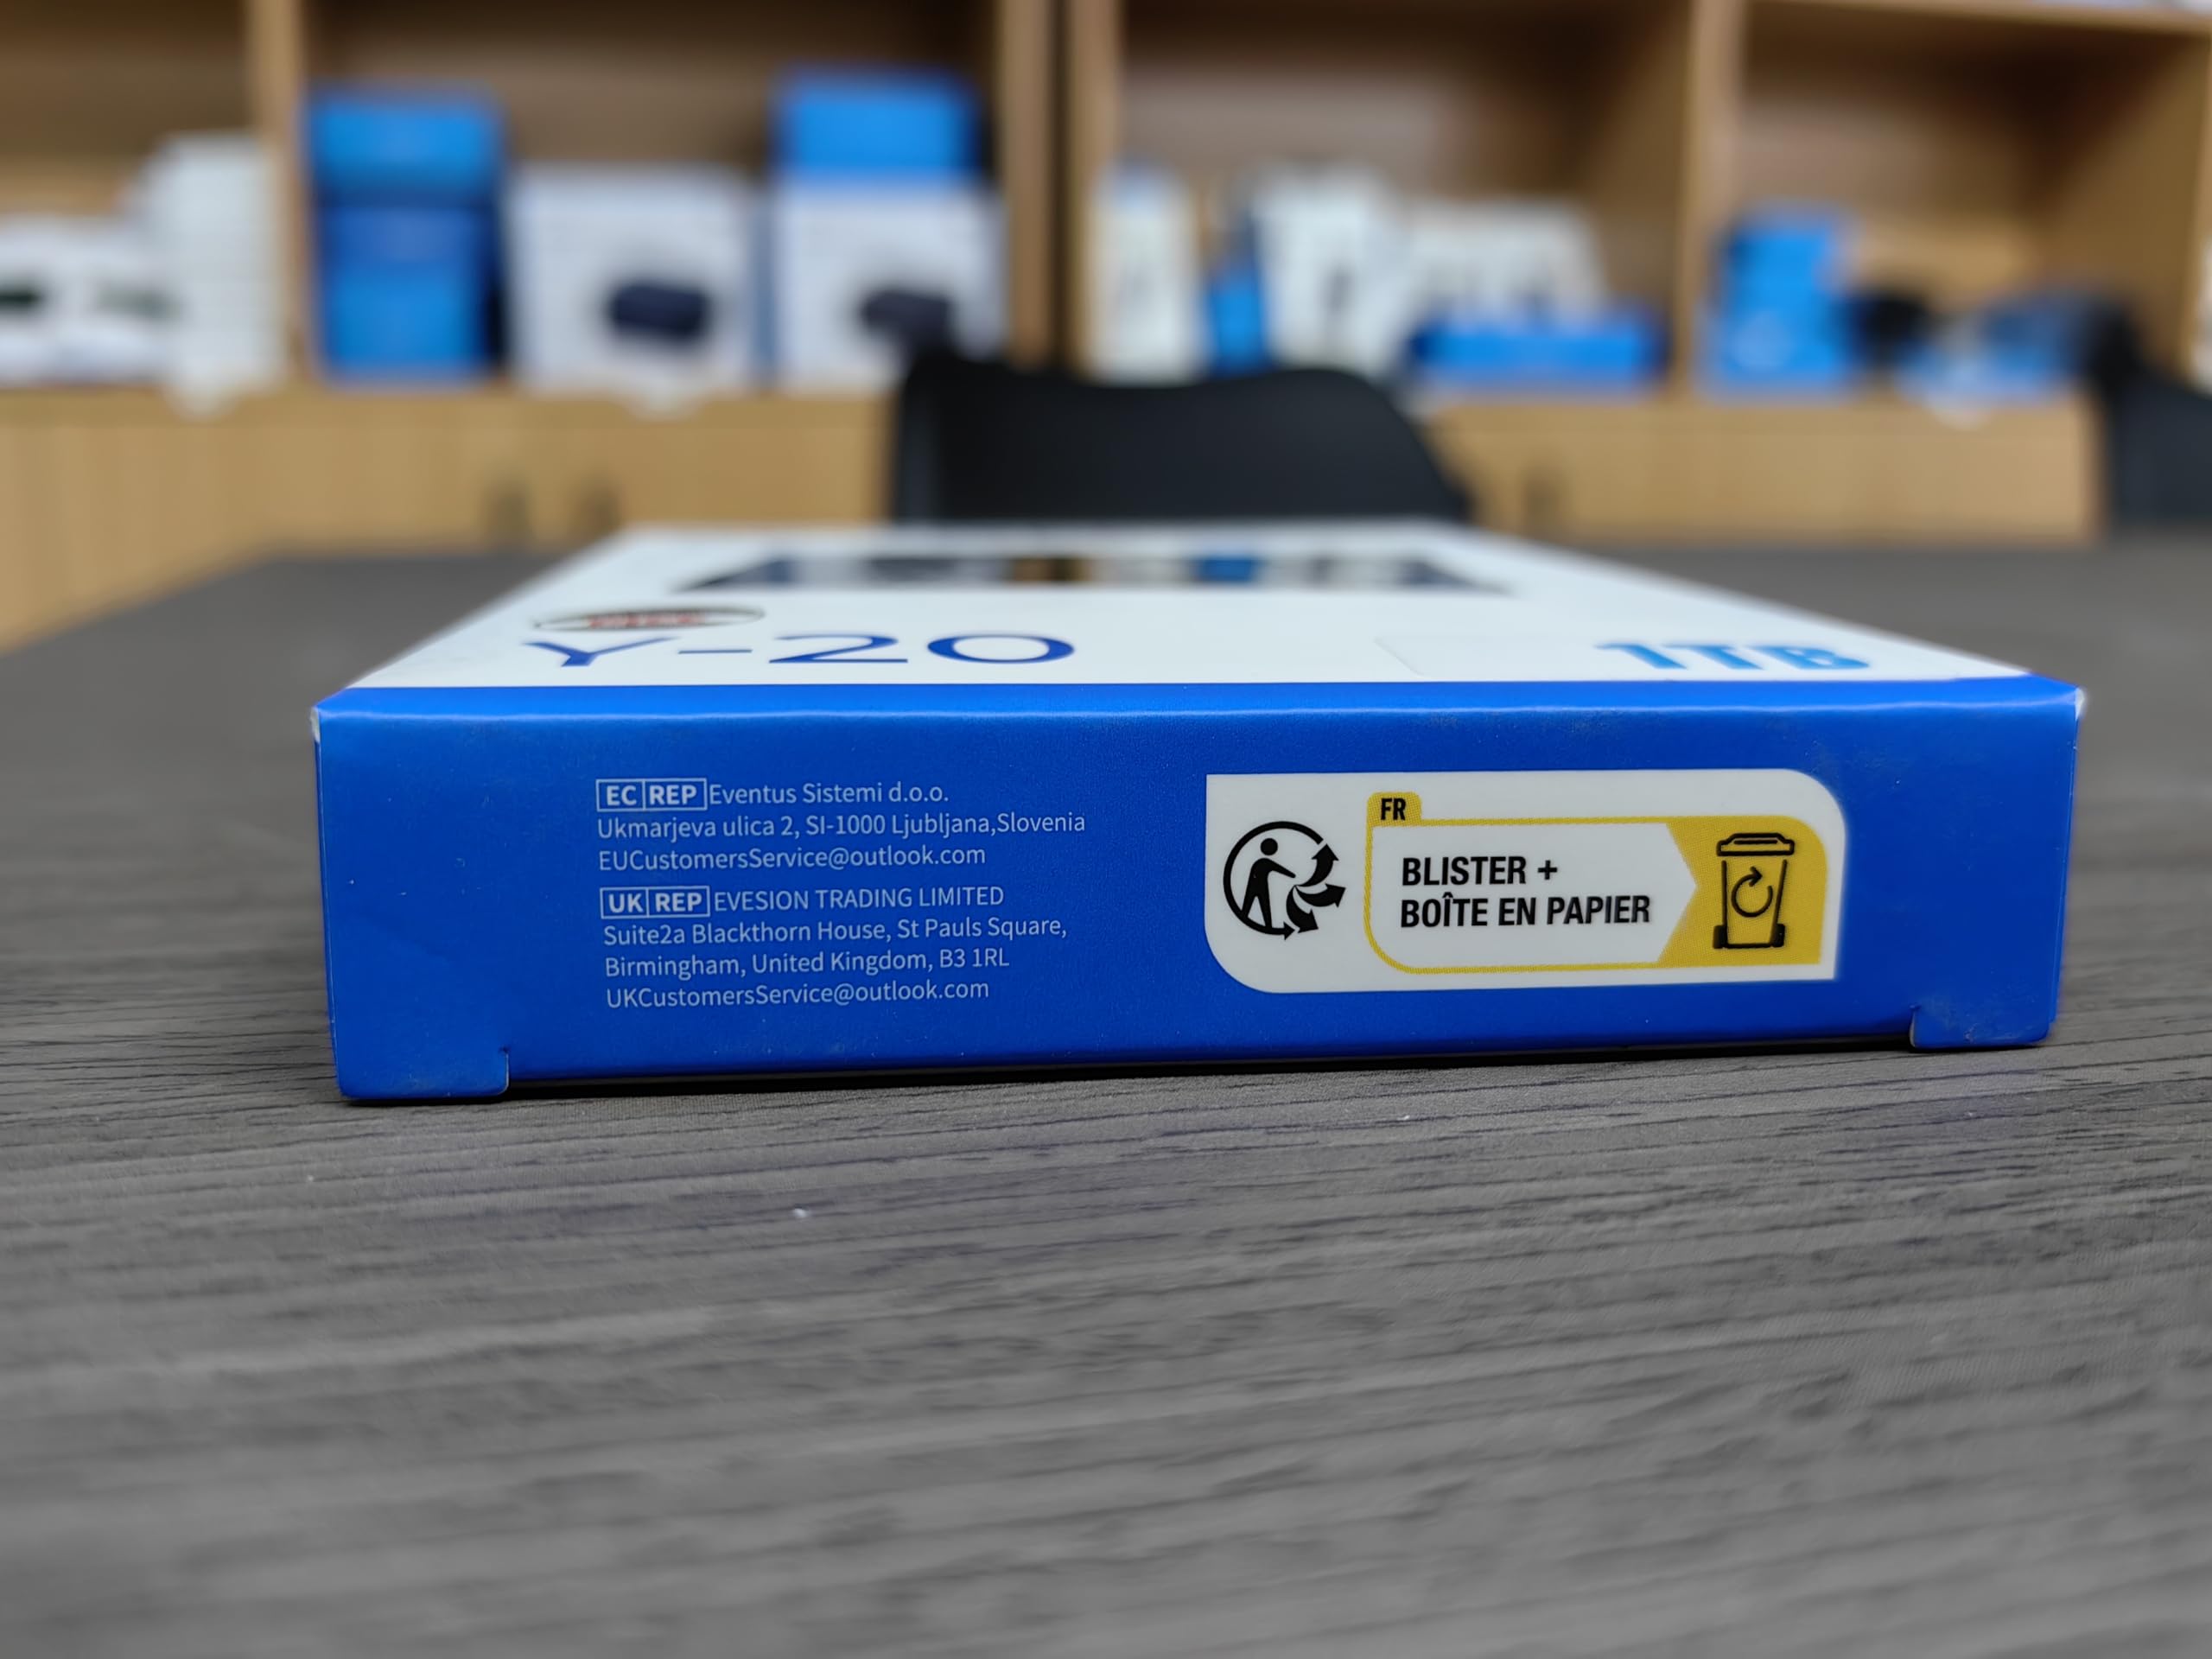 Y-20
1TB
EC REP Eventus Sistemi d.o.o.
Ukmarjeva ulica 2, SI-1000 Ljubljana,Slovenia
EUCustomersService@outlook.com
UK REP EVESION TRADING LIMITED
Suite2a Blackthorn House, St Pauls Square,
Birmingham, United Kingdom, B3 1RL
UKCustomersService@outlook.com
FR
BLISTER +
BOÎTE EN PAPIER